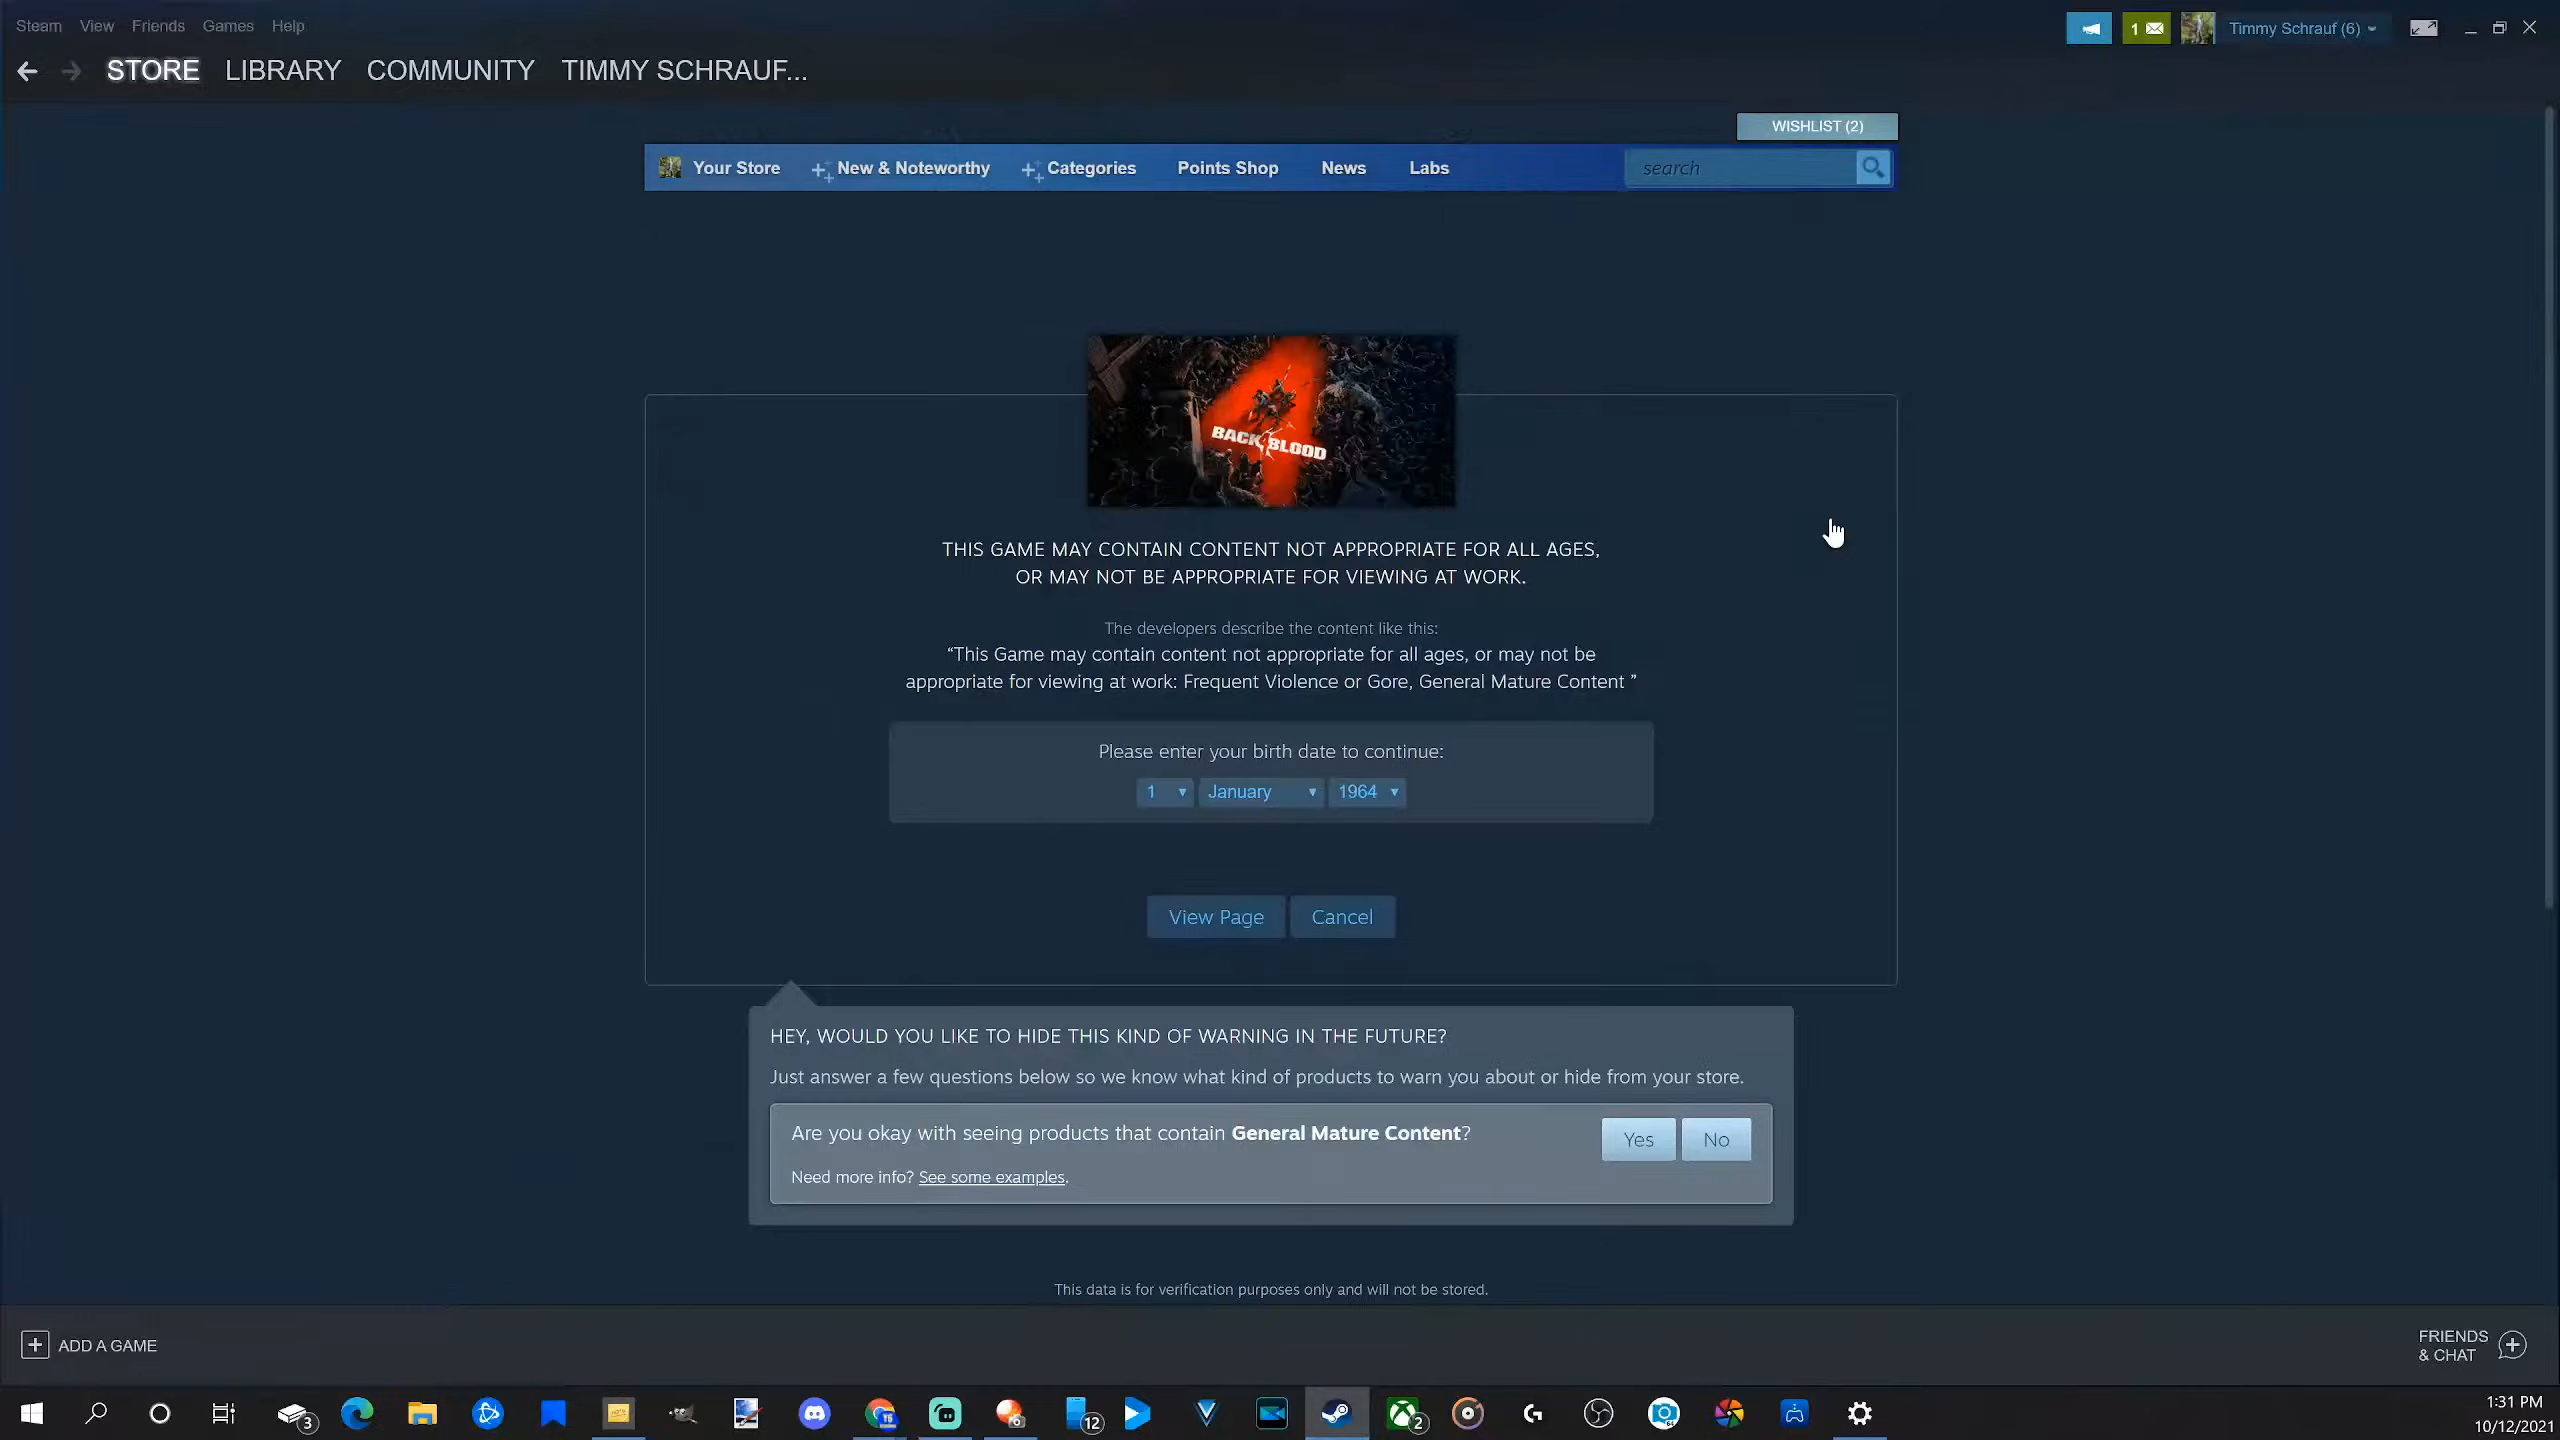 Steam View Friends Games Help
1 Timmy Schrauf (6)
STORE LIBRARY COMMUNITY TIMMY SCHRAUF...
WISHLIST (2)
Your Store New & Noteworthy Categories Points Shop News Labs search
4
BACK BLOOD
THIS GAME MAY CONTAIN CONTENT NOT APPROPRIATE FOR ALL AGES,
OR MAY NOT BE APPROPRIATE FOR VIEWING AT WORK.
The developers describe the content like this:
“This Game may contain content not appropriate for all ages, or may not be
appropriate for viewing at work: Frequent Violence or Gore, General Mature Content ”
Please enter your birth date to continue:
1 January 1964
View Page Cancel
HEY, WOULD YOU LIKE TO HIDE THIS KIND OF WARNING IN THE FUTURE?
Just answer a few questions below so we know what kind of products to warn you about or hide from your store.
Are you okay with seeing products that contain General Mature Content?
Yes No
Need more info? See some examples.
This data is for verification purposes only and will not be stored.
ADD A GAME
FRIENDS
& CHAT
3 12 2
1:31 PM
10/12/2021